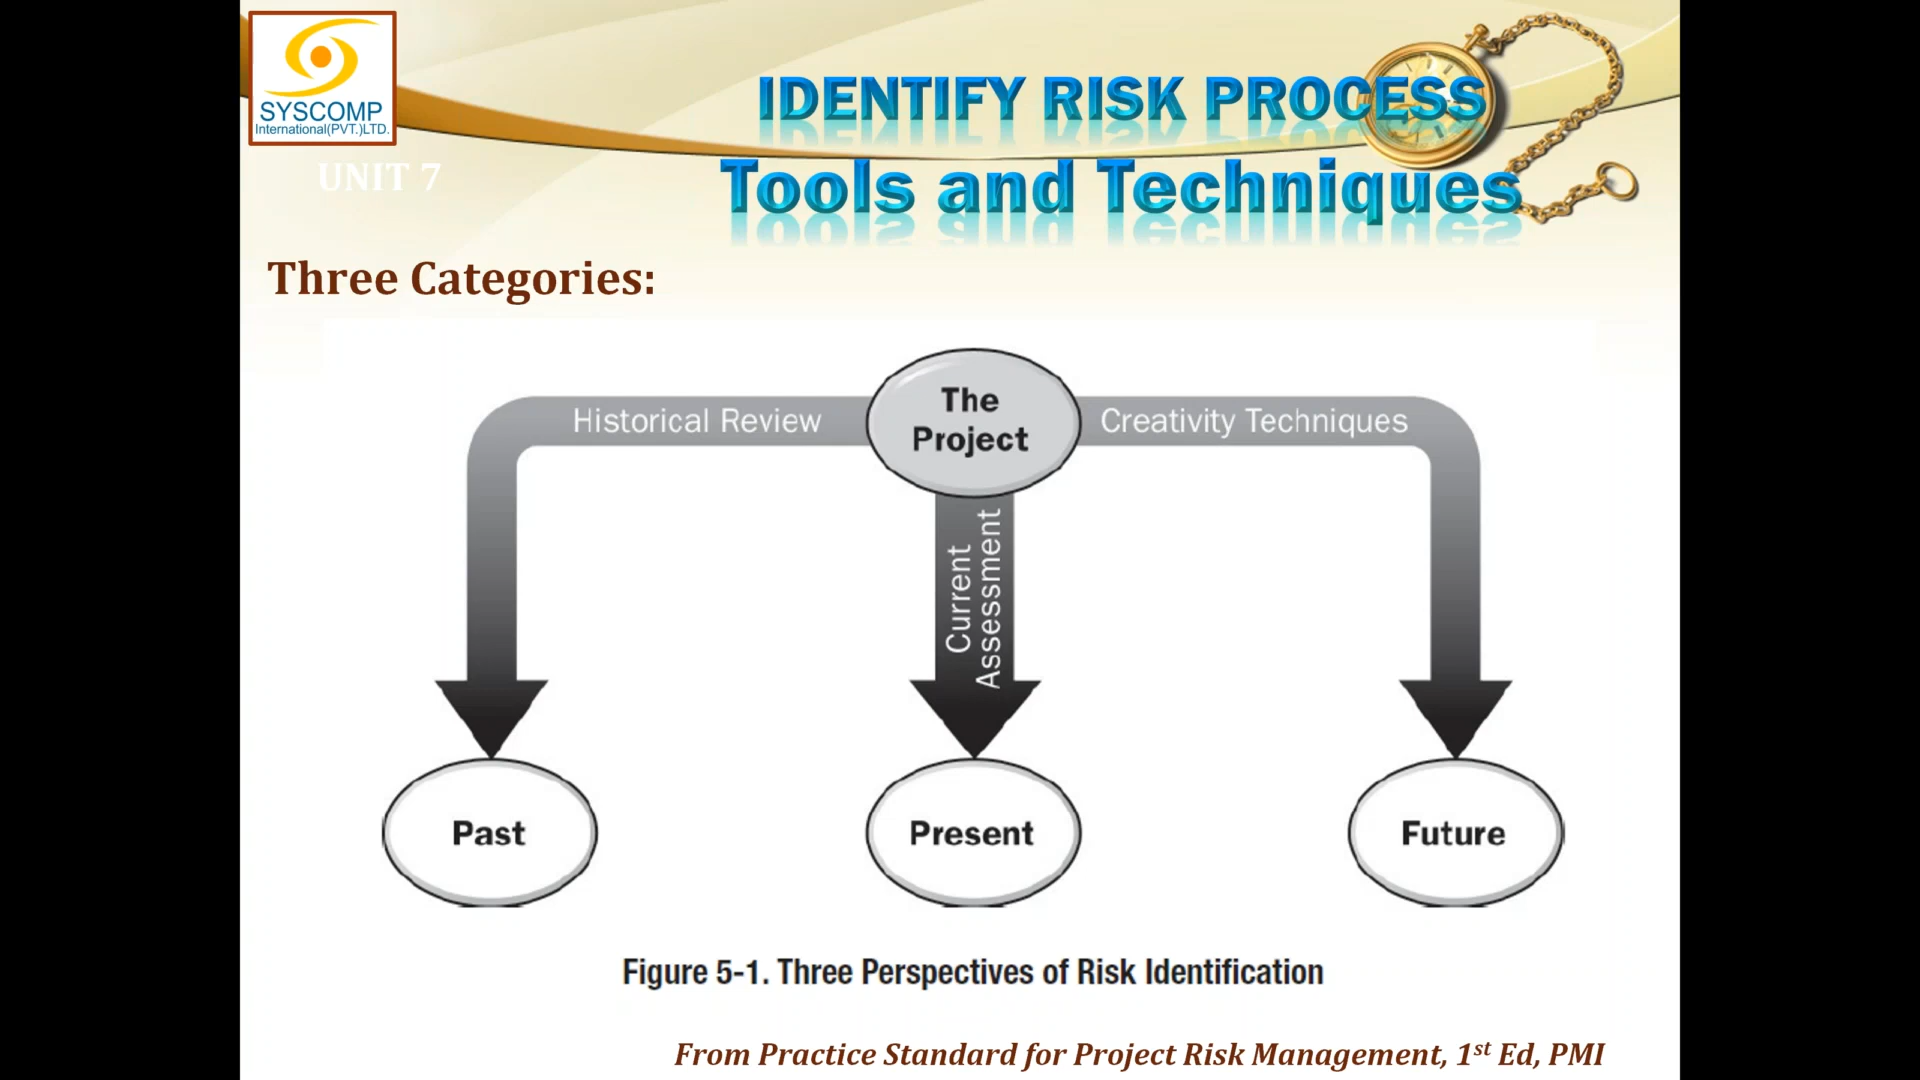 SYSCOMP
International(PVT.)LTD.
UNIT 7
IDENTIFY RISK PROCESS
Tools and Techniques
Three Categories:
The
Project
Historical Review
Creativity Techniques
Current
Assessment
Past
Present
Future
Figure 5-1. Three Perspectives of Risk Identification
From Practice Standard for Project Risk Management, 1st Ed, PMI